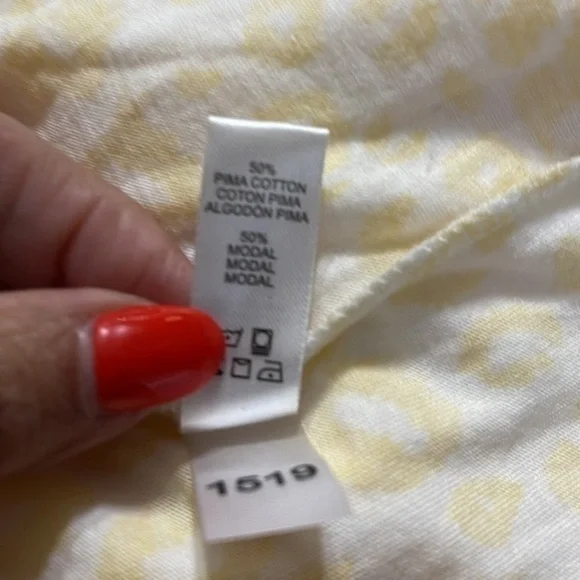 50%
PIMA COTTON
COTON PIMA
ALGODÓN PIMA
50%
MODAL
MODAL
MODAL
1519